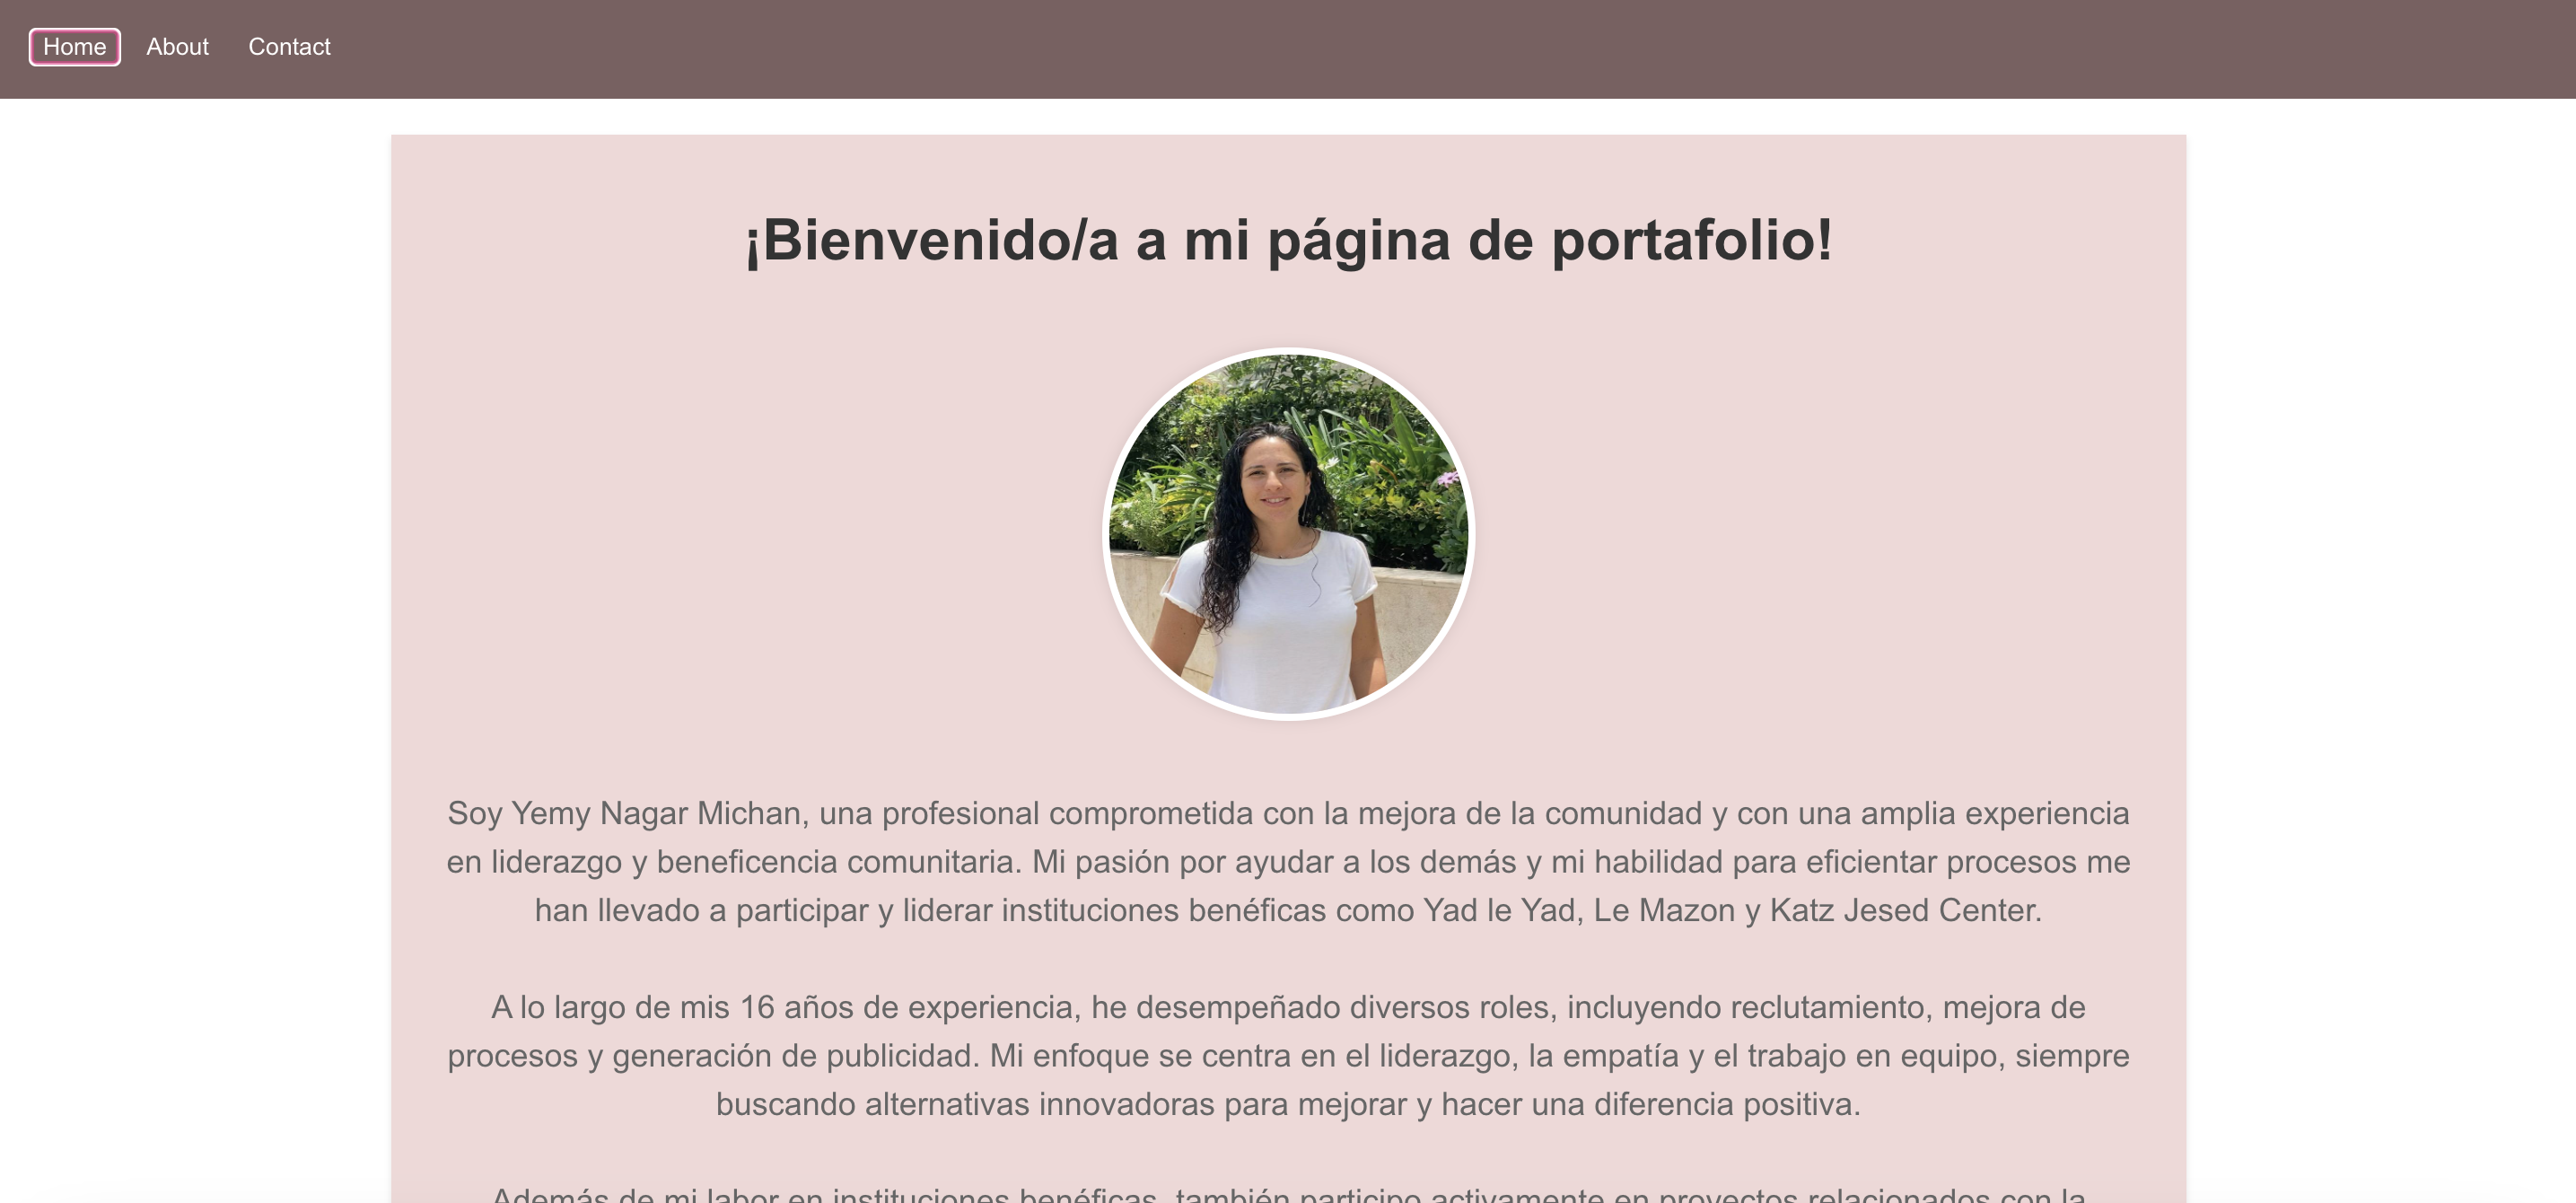 Home About Contact
¡Bienvenido/a a mi página de portafolio!
Soy Yemy Nagar Michan, una profesional comprometida con la mejora de la comunidad y con una amplia experiencia
en liderazgo y beneficencia comunitaria. Mi pasión por ayudar a los demás y mi habilidad para eficientar procesos me
han llevado a participar y liderar instituciones benéficas como Yad le Yad, Le Mazon y Katz Jesed Center.
A lo largo de mis 16 años de experiencia, he desempeñado diversos roles, incluyendo reclutamiento, mejora de
procesos y generación de publicidad. Mi enfoque se centra en el liderazgo, la empatía y el trabajo en equipo, siempre
buscando alternativas innovadoras para mejorar y hacer una diferencia positiva.
Además de mi labor en instituciones benéficas, también participo activamente en proyectos relacionados con la